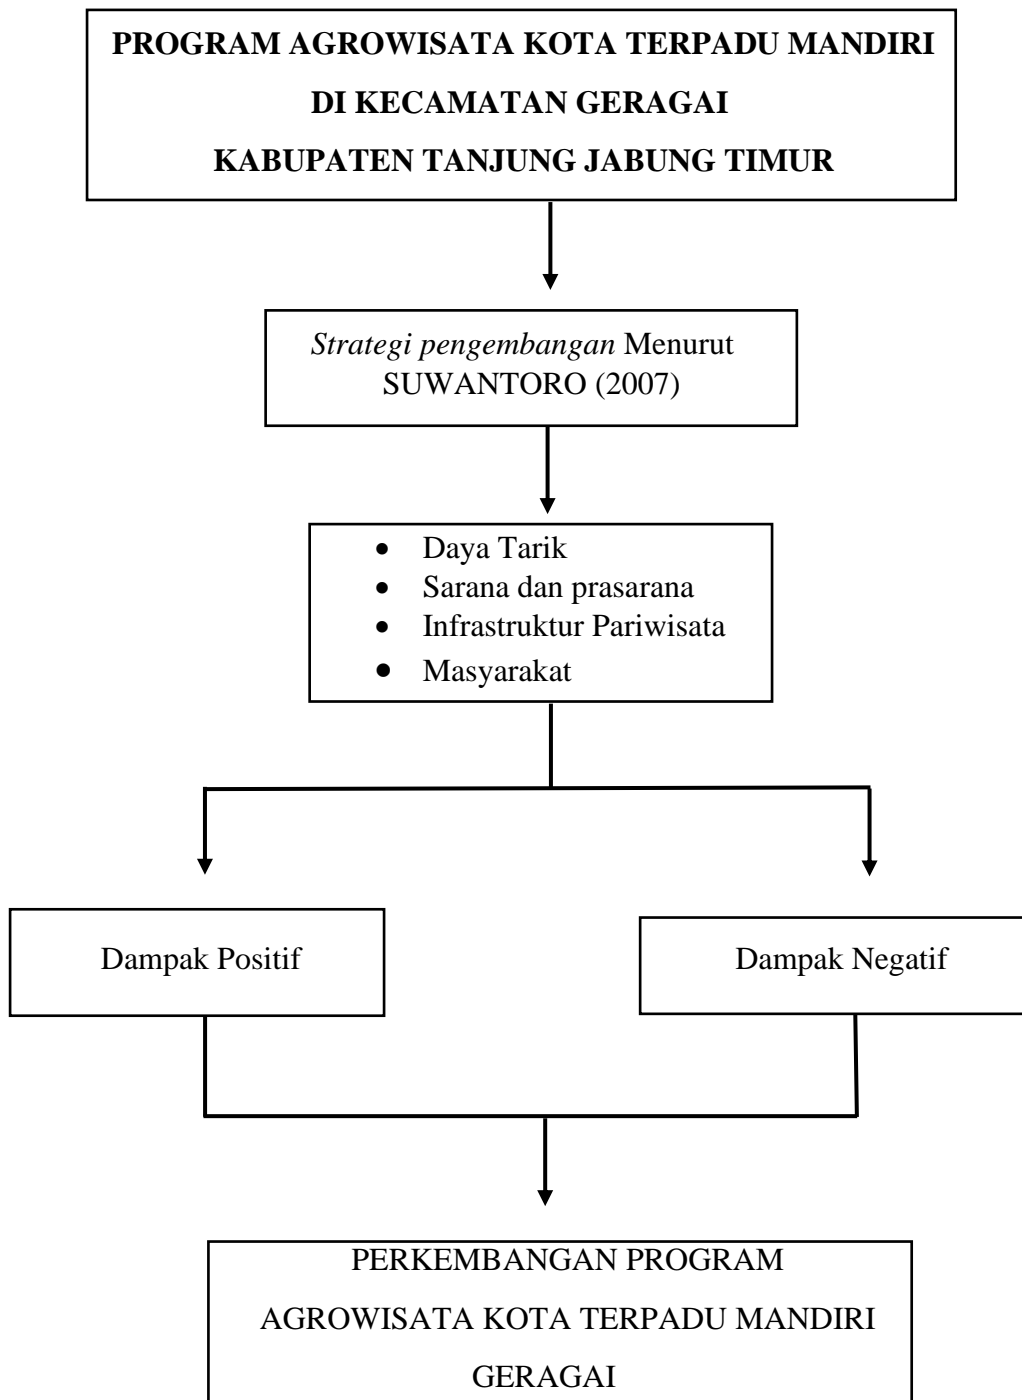 PROGRAM AGROWISATA KOTA TERPADU MANDIRI
DI KECAMATAN GERAGAI
KABUPATEN TANJUNG JABUNG TIMUR
Strategi pengembangan Menurut
SUWANTORO (2007)
• Daya Tarik
• Sarana dan prasarana
• Infrastruktur Pariwisata
• Masyarakat
Dampak Positif
Dampak Negatif
PERKEMBANGAN PROGRAM
AGROWISATA KOTA TERPADU MANDIRI
GERAGAI